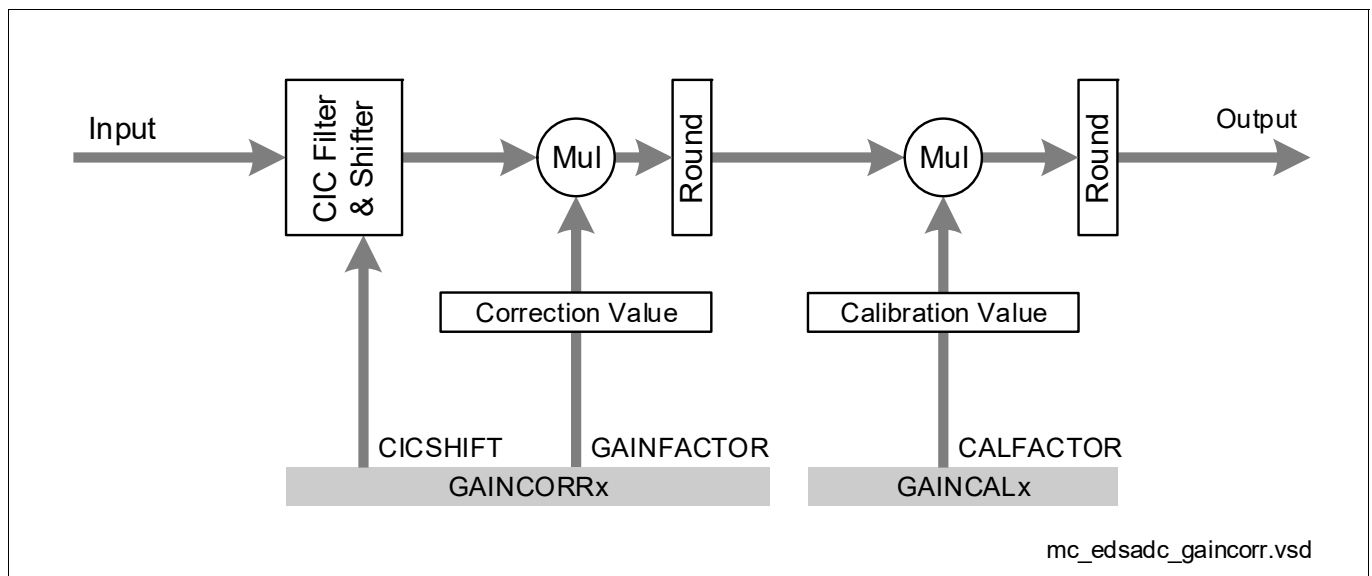 Input
CIC Filter
& Shifter
Mul
Round
Mul
Round
Output
Correction Value
Calibration Value
CICSHIFT
GAINFACTOR
CALFACTOR
GAINCORRx
GAINCALx
mc_edsadc_gaincorr.vsd